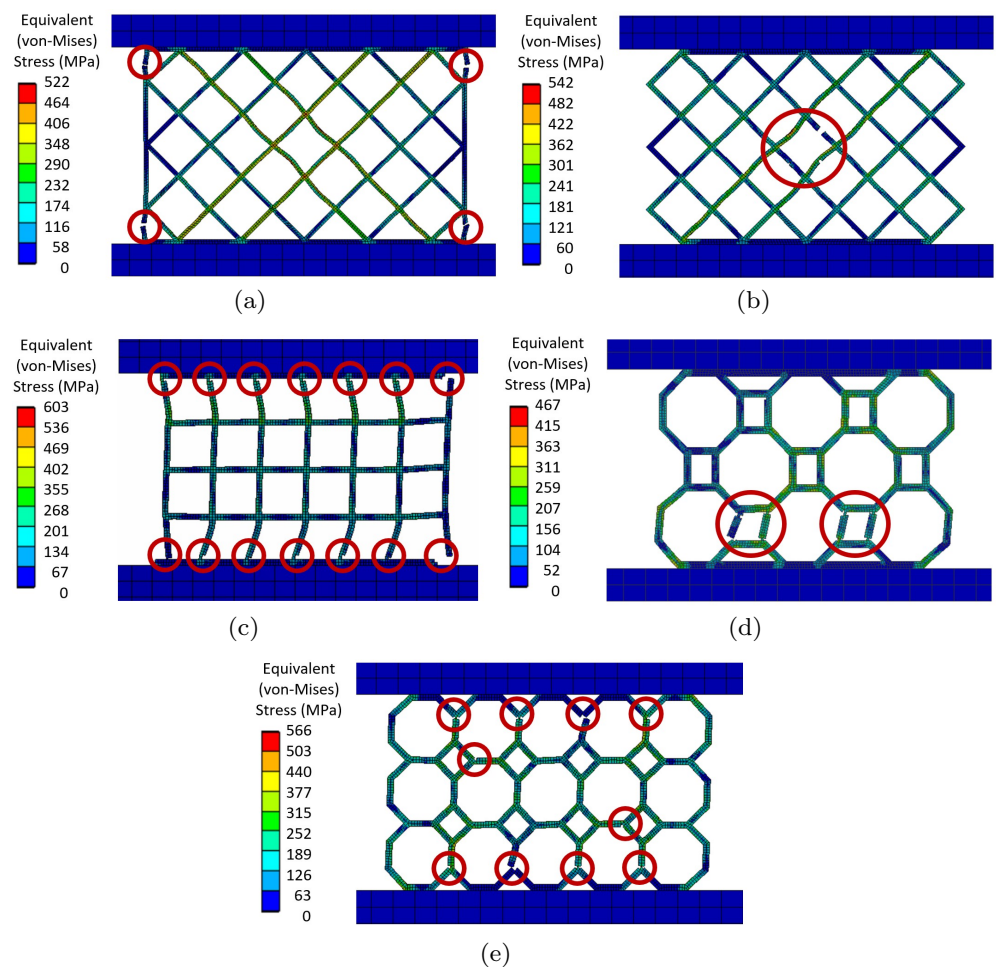 Equivalent
(von-Mises)
Stress (MPa)
522
464
406
348
290
232
174
116
58
0
(a)
Equivalent
(von-Mises)
Stress (MPa)
542
482
422
362
301
241
181
121
60
0
(b)
Equivalent
(von-Mises)
Stress (MPa)
603
536
469
402
355
268
201
134
67
0
(c)
Equivalent
(von-Mises)
Stress (MPa)
467
415
363
311
259
207
156
104
52
0
(d)
Equivalent
(von-Mises)
Stress (MPa)
566
503
440
377
315
252
189
126
63
0
(e)